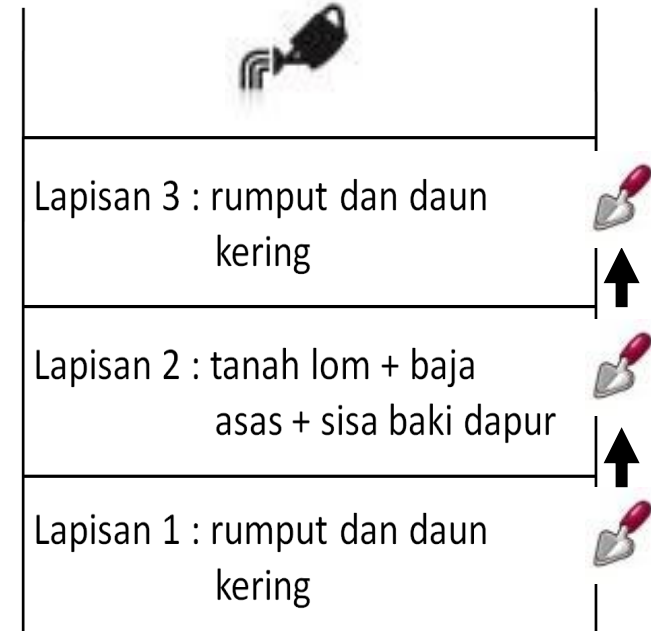 Lapisan 3 : rumput dan daun
kering
Lapisan 2 : tanah lom + baja
asas + sisa baki dapur
Lapisan 1 : rumput dan daun
kering